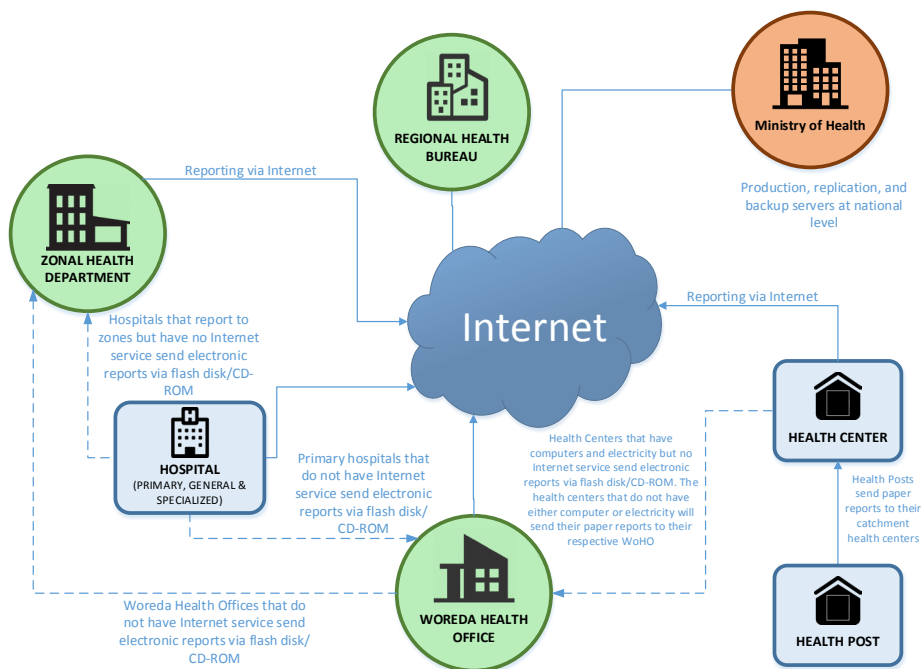 REGIONAL HEALTH
BUREAU
Ministry of Health
Production, replication, and
backup servers at national
level
Reporting via Internet
ZONAL HEALTH
DEPARTMENT
Internet
Reporting via Internet
Hospitals that report to
zones but have no Internet
service send electronic
reports via flash disk/CD-
ROM
HOSPITAL
(PRIMARY, GENERAL &
SPECIALIZED)
Primary hospitals that
do not have Internet
service send electronic
reports via flash disk/
CD-ROM
Health Centers that have
computers and electricity but no
Internet service send electronic
reports via flash disk/CD-ROM. The
health centers that do not have
either computer or electricity will
send their paper reports to their
respective WoHO
HEALTH CENTER
Health Posts
send paper
reports to their
catchment
health centers
WOREDA HEALTH
OFFICE
HEALTH POST
Woreda Health Offices that do
not have Internet service send
electronic reports via flash disk/
CD-ROM